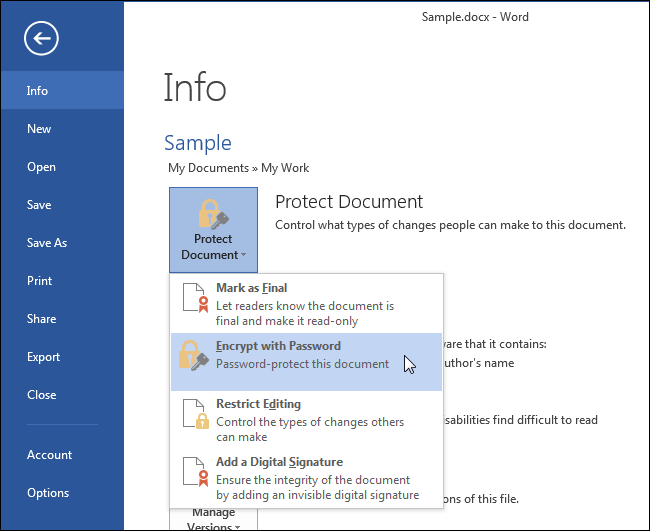 Sample.docx - Word
Info
New
Open
Save
Save As
Print
Share
Export
Close
Account
Options
Info
Sample
My Documents » My Work
Protect
Document
Protect Document
Control what types of changes people can make to this document.
Mark as Final
Let readers know the document is
final and make it read-only
Encrypt with Password
Password-protect this document
Restrict Editing
Control the types of changes others
can make
Add a Digital Signature
Ensure the integrity of the document
by adding an invisible digital signature
ware that it contains:
uthor's name
sabilities find difficult to read
ons of this file.
Manage
Versions